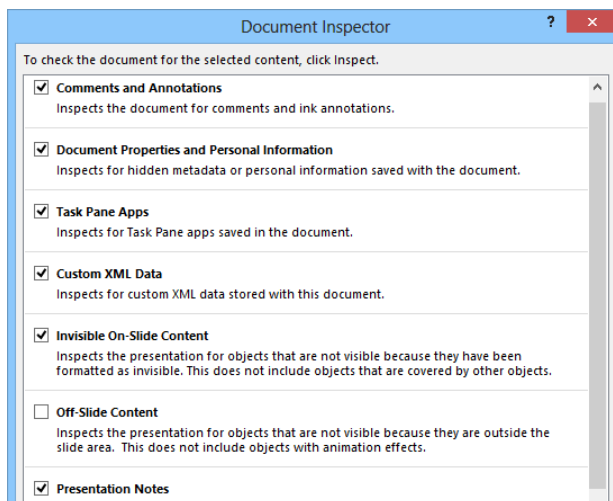 Document Inspector
?
To check the document for the selected content, click Inspect.
Comments and Annotations
Inspects the document for comments and ink annotations.
Document Properties and Personal Information
Inspects for hidden metadata or personal information saved with the document.
Task Pane Apps
Inspects for Task Pane apps saved in the document.
Custom XML Data
Inspects for custom XML data stored with this document.
Invisible On-Slide Content
Inspects the presentation for objects that are not visible because they have been
formatted as invisible. This does not include objects that are covered by other objects.
Off-Slide Content
Inspects the presentation for objects that are not visible because they are outside the
slide area.  This does not include objects with animation effects.
Presentation Notes